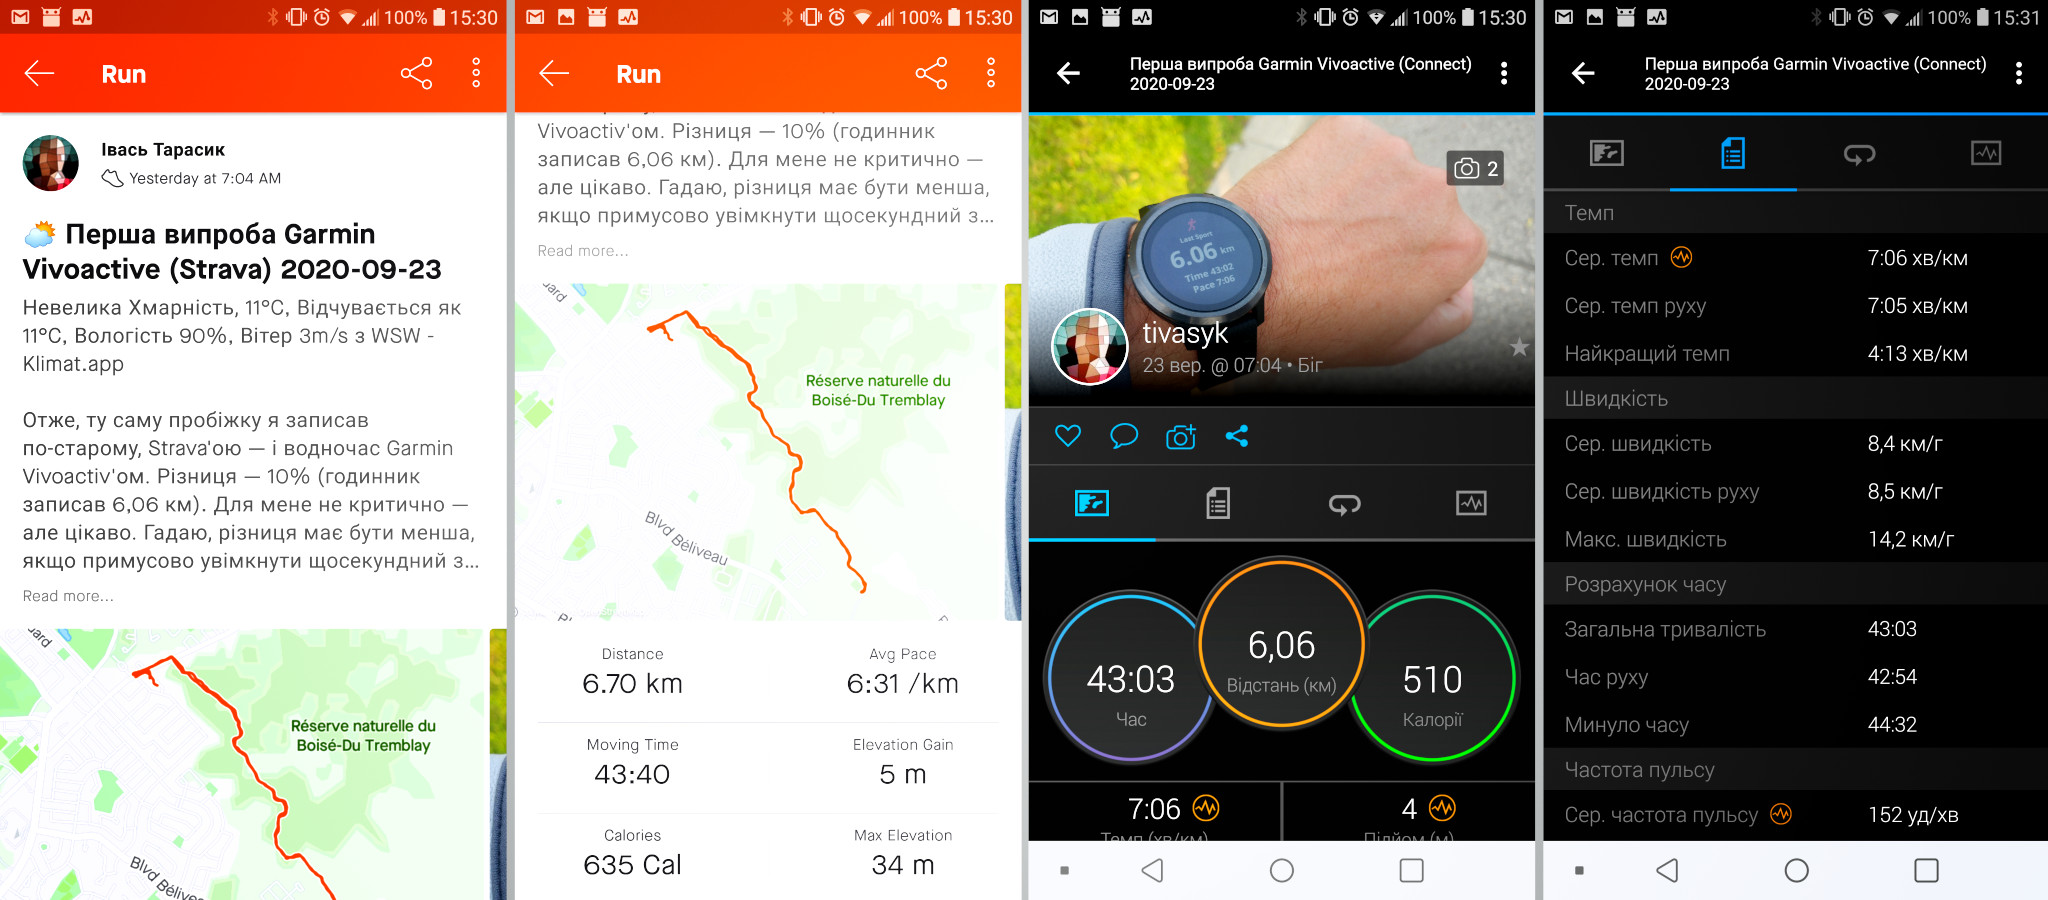 100% 15:30
Run
Івась Тарасик
Yesterday at 7:04 AM
Перша випроба Garmin
Vivoactive (Strava) 2020-09-23
Невелика Хмарність, 11°C, Відчувається як
11°C, Вологість 90%, Вітер 3m/s з WSW -
Klimat.app
Отже, ту саму пробіжку я записав
по-старому, Strava'ою — і водночас Garmin
Vivoactiv'ом. Різниця — 10% (годинник
записав 6,06 км). Для мене не критично —
але цікаво. Гадаю, різниця має бути менша,
якщо примусово увімкнути щосекундний з...
Read more...
Réserve naturelle du
Boisé-Du Tremblay
100% 15:30
Run
Vivoactiv'ом. Різниця — 10% (годинник
записав 6,06 км). Для мене не критично —
але цікаво. Гадаю, різниця має бути менша,
якщо примусово увімкнути щосекундний з...
Read more...
Réserve naturelle du
Boisé-Du Tremblay
Blvd Béliveau
Distance
6.70 km
Avg Pace
6:31 /km
Moving Time
43:40
Elevation Gain
5 m
Calories
635 Cal
Max Elevation
34 m
100% 15:30
Перша випроба Garmin Vivoactive (Connect)
2020-09-23
2
Last Sport
6.06 km
Time 43:02
Pace 7:06
tivasyk
23 вер. @ 07:04 • Біг
43:03
Час
6,06
Відстань (км)
510
Калорії
7:06
Темп (хв/км)
4
Підйом (м)
100% 15:31
Перша випроба Garmin Vivoactive (Connect)
2020-09-23
Темп
Сер. темп 7:06 хв/км
Сер. темп руху 7:05 хв/км
Найкращий темп 4:13 хв/км
Швидкість
Сер. швидкість 8,4 км/г
Сер. швидкість руху 8,5 км/г
Макс. швидкість 14,2 км/г
Розрахунок часу
Загальна тривалість 43:03
Час руху 42:54
Минуло часу 44:32
Частота пульсу
Сер. частота пульсу 152 уд/хв